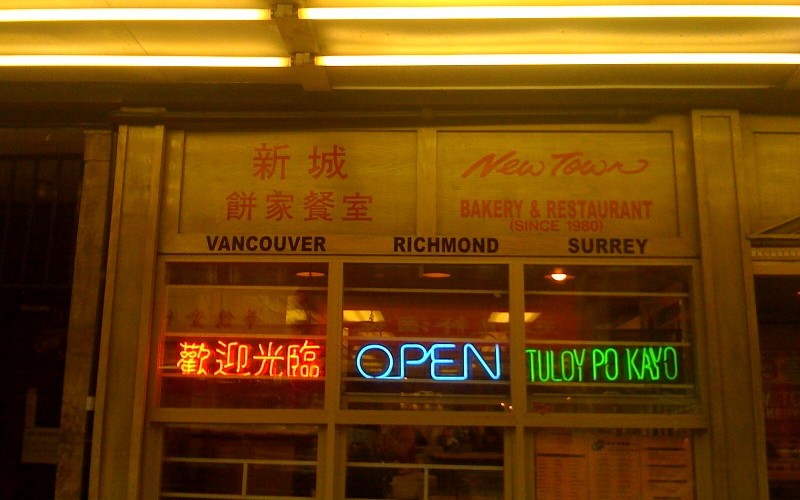 新城
餅家餐室
New Town
BAKERY & RESTAURANT
(SINCE 1980)
VANCOUVER RICHMOND SURREY
歡迎光臨
OPEN
TULOY PO KAYO